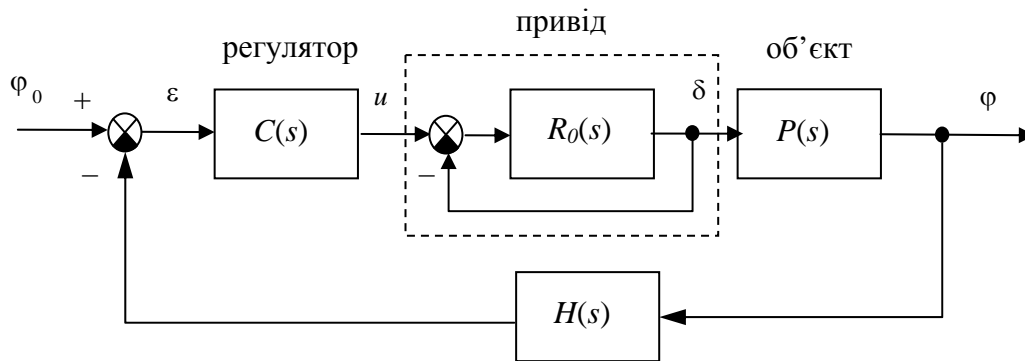 привід
регулятор
об’єкт
φ₀ + ε C(s) u R₀(s) δ P(s) φ
−
−
H(s)